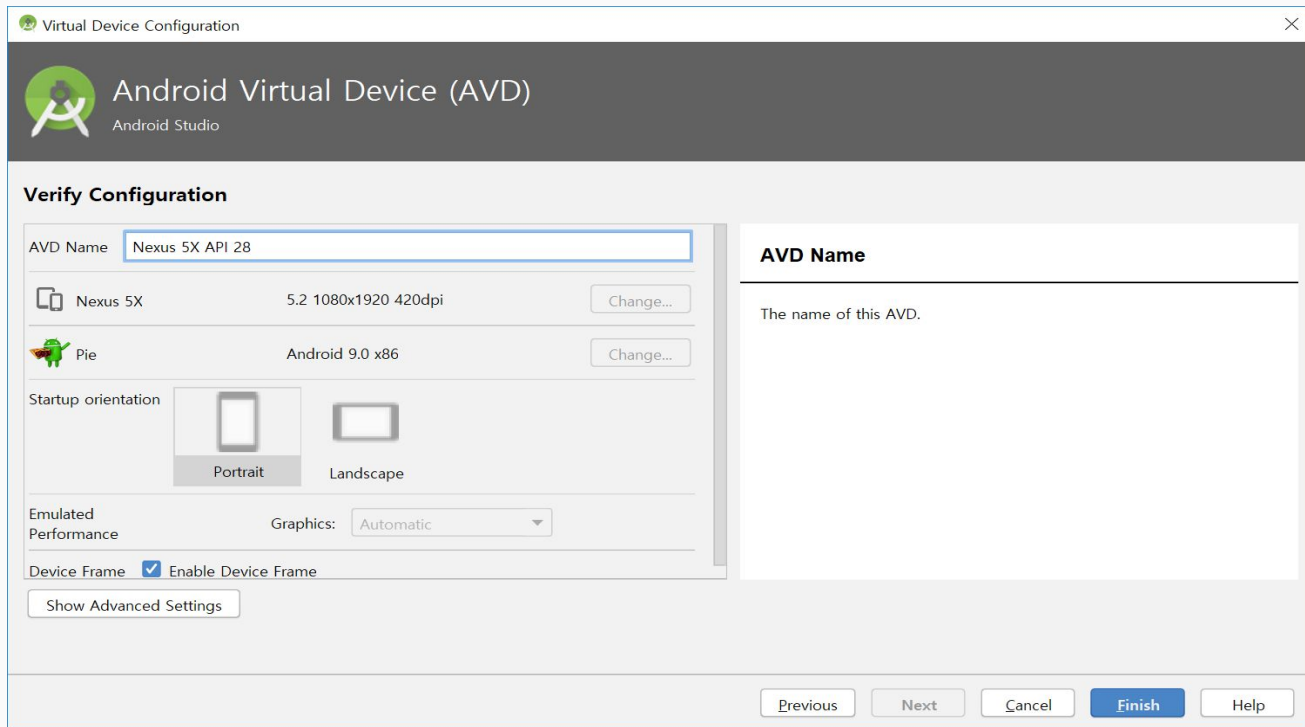 Virtual Device Configuration
Android Virtual Device (AVD)
Android Studio
Verify Configuration
AVD Name Nexus 5X API 28
Nexus 5X 5.2 1080x1920 420dpi Change...
Pie Android 9.0 x86 Change...
Startup orientation
Portrait Landscape
Emulated
Performance
Graphics: Automatic
Device Frame Enable Device Frame
Show Advanced Settings
AVD Name
The name of this AVD.
Previous Next Cancel Finish Help